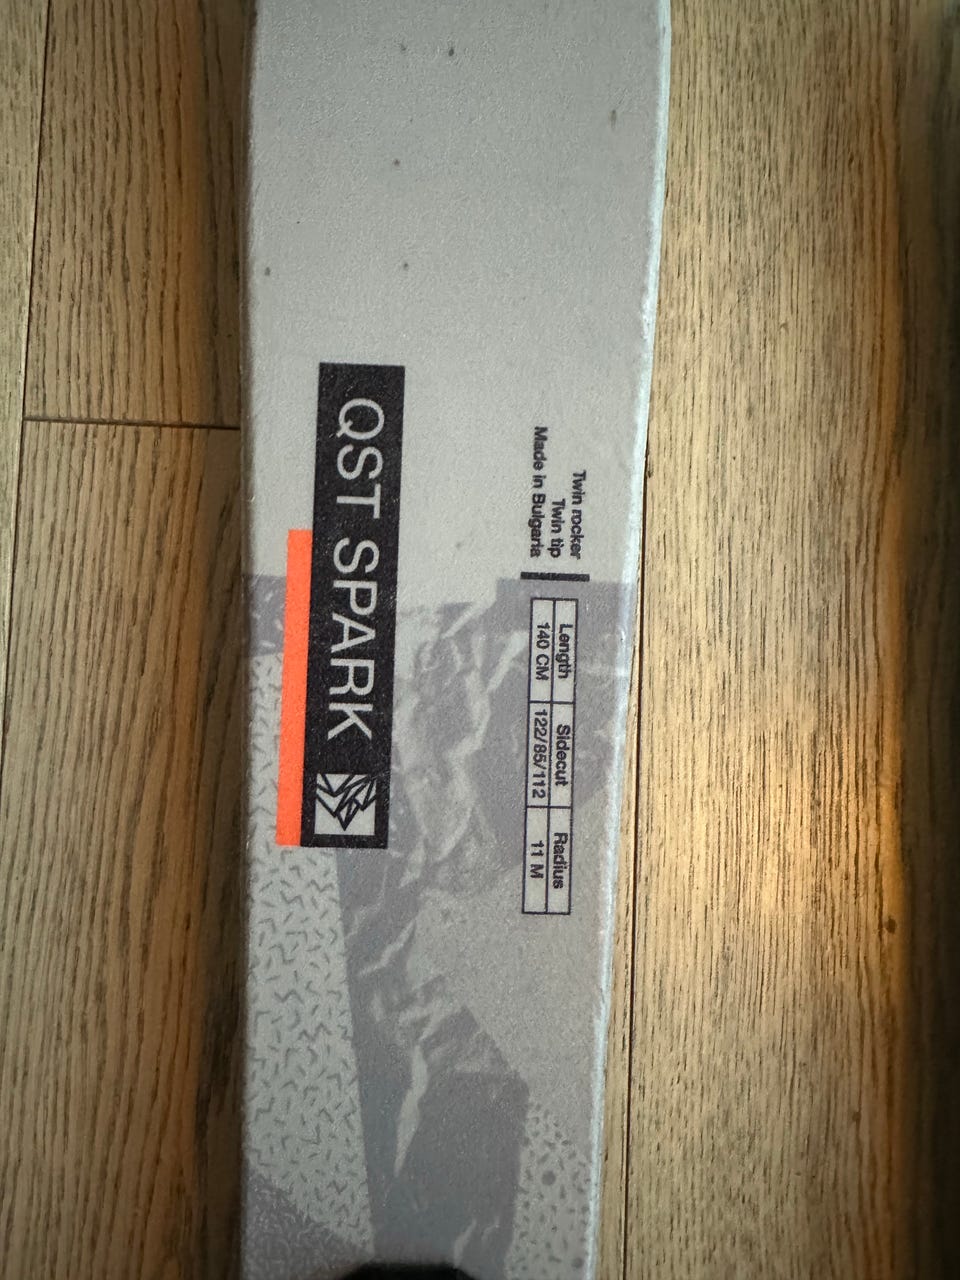 QST SPARK
Twin rocker
Twin tip
Made in Bulgaria
Length Sidecut Radius
140 CM 122/85/112 11 M